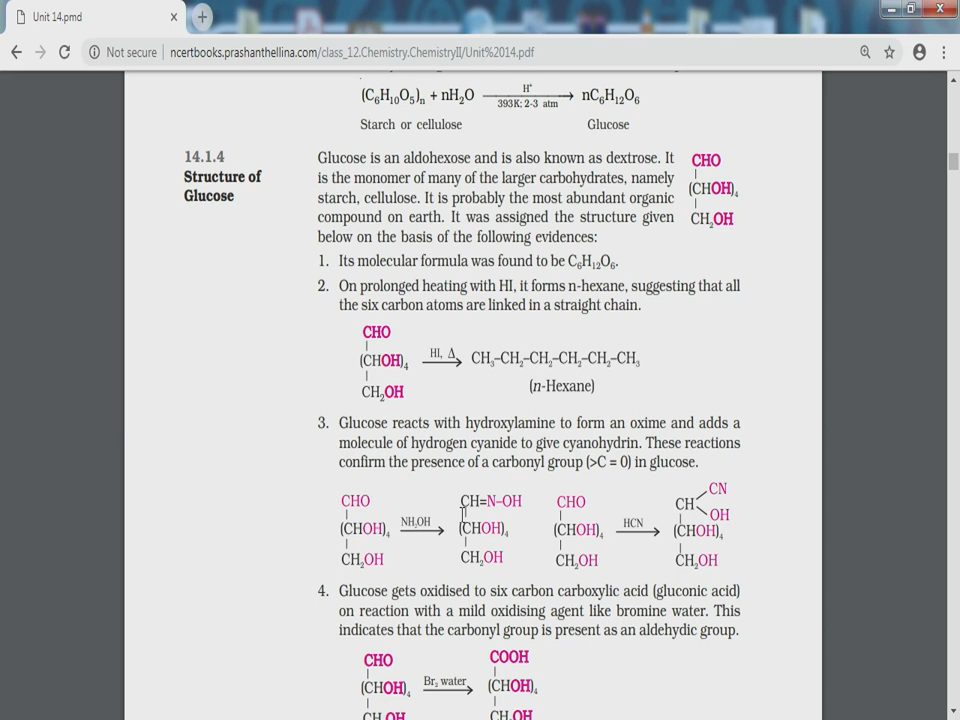 Unit 14.pmd
Not secure | ncertbooks.prashanthellina.com/class_12.Chemistry.ChemistryII/Unit%2014.pdf
(C₆H₁₀O₅)ₙ + nH₂O H⁺ 393K; 2-3 atm → nC₆H₁₂O₆
Starch or cellulose Glucose
14.1.4
Structure of
Glucose
Glucose is an aldohexose and is also known as dextrose. It
is the monomer of many of the larger carbohydrates, namely
starch, cellulose. It is probably the most abundant organic
compound on earth. It was assigned the structure given
below on the basis of the following evidences:
CHO
(CHOH)₄
CH₂OH
1. Its molecular formula was found to be C₆H₁₂O₆.
2. On prolonged heating with HI, it forms n-hexane, suggesting that all
the six carbon atoms are linked in a straight chain.
CHO
(CHOH)₄ HI, Δ → CH₃–CH₂–CH₂–CH₂–CH₂–CH₃
CH₂OH (n-Hexane)
3. Glucose reacts with hydroxylamine to form an oxime and adds a
molecule of hydrogen cyanide to give cyanohydrin. These reactions
confirm the presence of a carbonyl group (>C = 0) in glucose.
CHO
(CHOH)₄
CH₂OH
NH₂OH →
CH=N–OH
(CHOH)₄
CH₂OH
CHO
(CHOH)₄
CH₂OH
HCN →
CN
CH
OH
(CHOH)₄
CH₂OH
4. Glucose gets oxidised to six carbon carboxylic acid (gluconic acid)
on reaction with a mild oxidising agent like bromine water. This
indicates that the carbonyl group is present as an aldehydic group.
CHO COOH
(CHOH)₄ Br₂ water → (CHOH)₄
CH₂OH CH₂OH